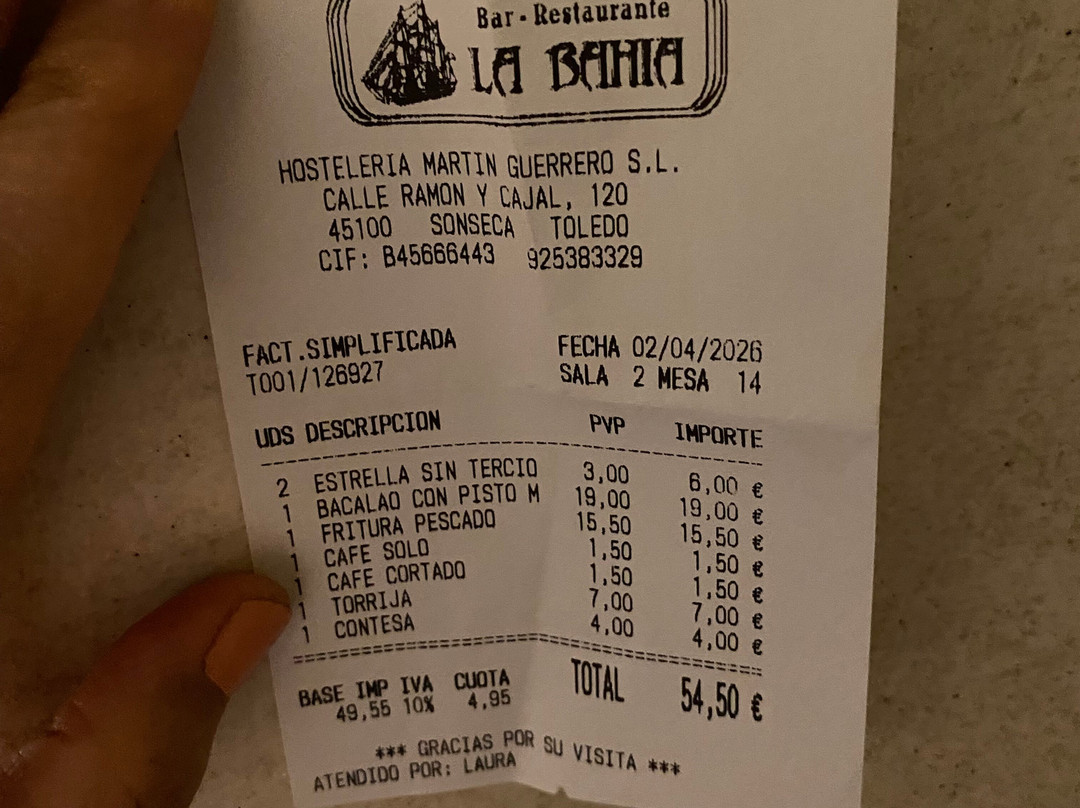 Bar - Restaurante
LA BAHIA
HOSTELERIA MARTIN GUERRERO S.L.
CALLE RAMON Y CAJAL, 120
45100 SONSECA TOLEDO
CIF: B45666443 925383329
FACT.SIMPLIFICADA FECHA 02/04/2026
T001/126927 SALA 2 MESA 14
UDS DESCRIPCION PVP IMPORTE
2 ESTRELLA SIN TERCIO 3,00 6,00 €
1 BACALAO CON PISTO M 19,00 19,00 €
1 FRITURA PESCADO 15,50 15,50 €
1 CAFE SOLO 1,50 1,50 €
1 CAFE CORTADO 1,50 1,50 €
1 TORRIJA 7,00 7,00 €
1 CONTESA 4,00 4,00 €
BASE IMP IVA CUOTA TOTAL 54,50 €
49,55 10% 4,95
*** GRACIAS POR SU VISITA ***
ATENDIDO POR: LAURA